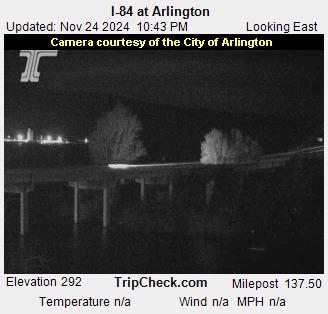 I-84 at Arlington
Updated: Nov 24 2024 10:43 PM Looking East
Camera courtesy of the City of Arlington
Elevation 292 TripCheck.com Milepost 137.50
Temperature n/a Wind n/a MPH n/a